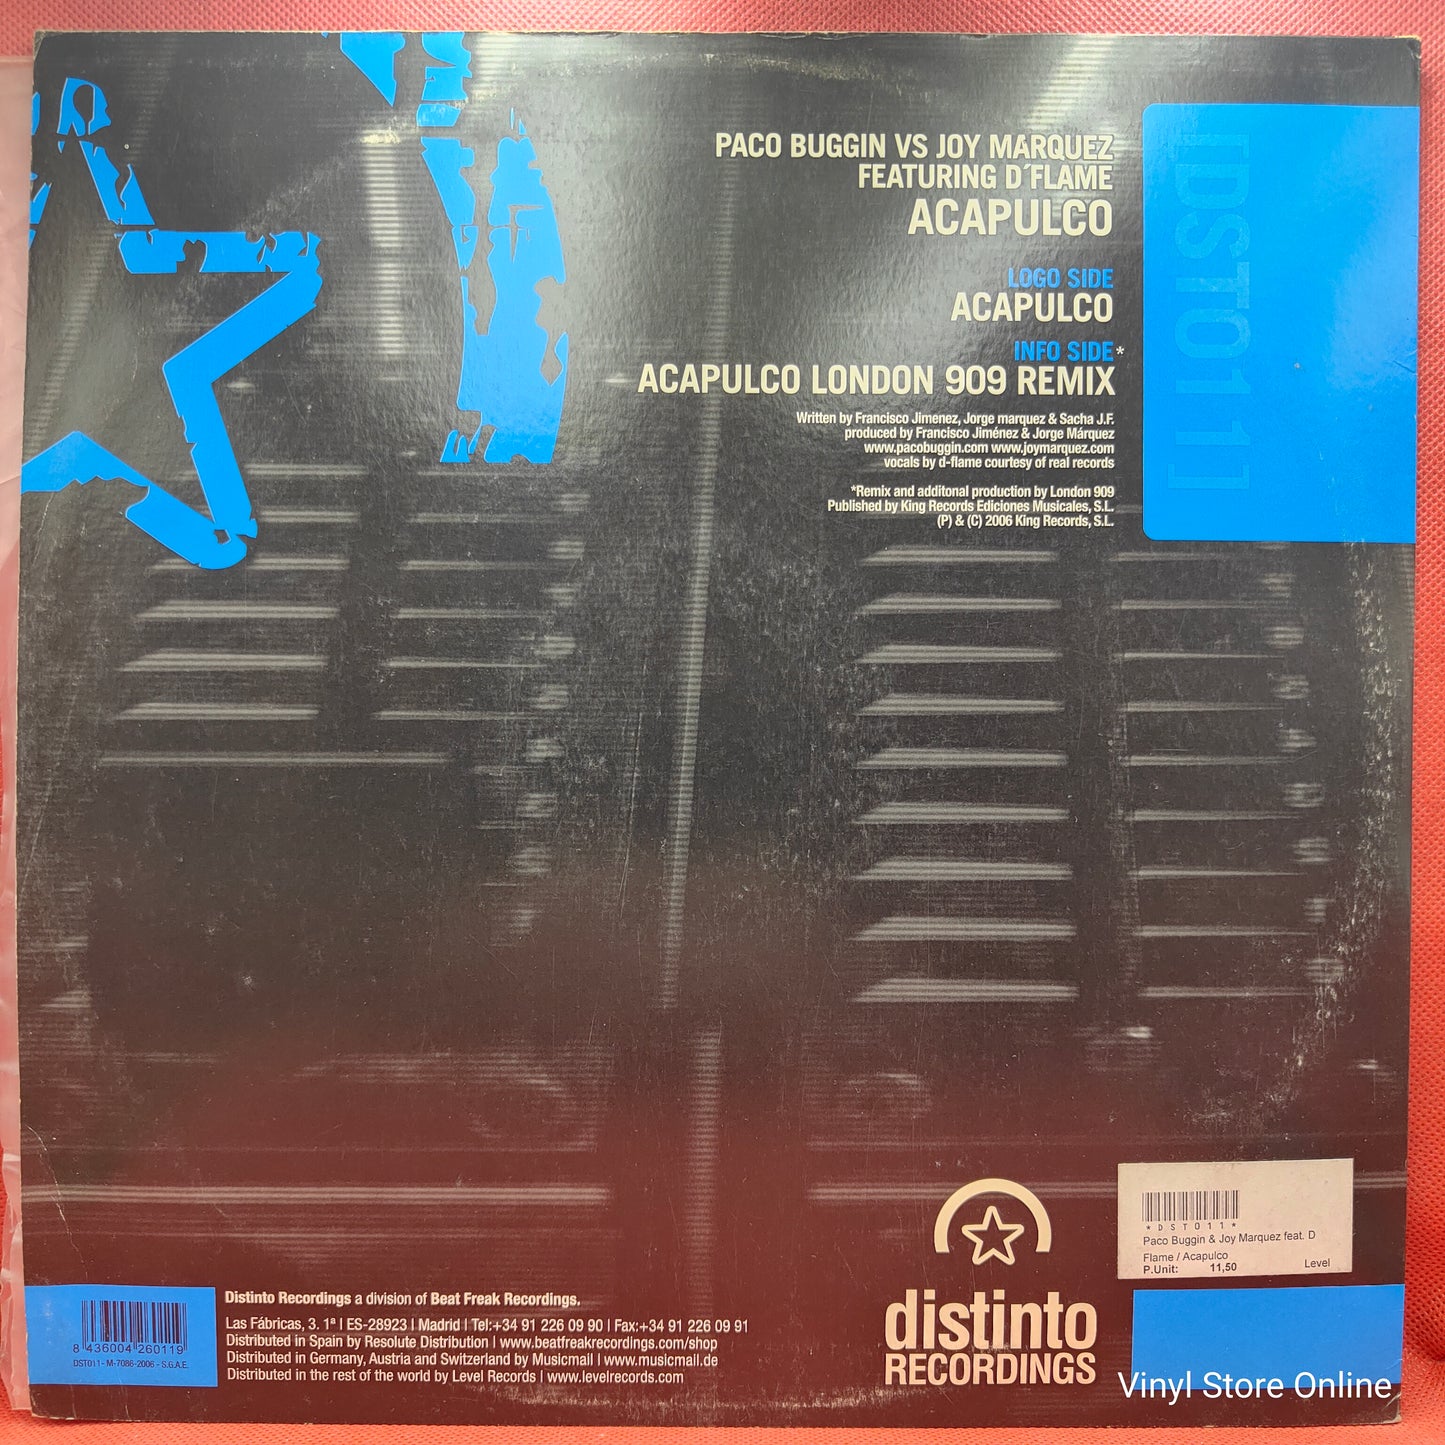 PACO BUGGIN VS JOY MARQUEZ
FEATURING D´FLAME
ACAPULCO
LOGO SIDE
ACAPULCO
INFO SIDE*
ACAPULCO LONDON 909 REMIX
Written by Francisco Jimenez, Jorge marquez & Sacha J.F.
produced by Francisco Jiménez & Jorge Márquez
www.pacobuggin.com www.joymarquez.com
vocals by d-flame courtesy of real records
*Remix and additonal production by London 909
Published by King Records Ediciones Musicales, S.L.
(P) & (C) 2006 King Records, S.L.
[DST011]
*DST011*
Paco Buggin & Joy Marquez feat. D
Flame / Acapulco
P.Unit: 11,50 Level
distinto
RECORDINGS
8 436004 260119
DST011- M-7086-2006 - S.G.A.E.
Distinto Recordings a division of Beat Freak Recordings.
Las Fábricas, 3. 1ª | ES-28923 | Madrid | Tel:+34 91 226 09 90 | Fax:+34 91 226 09 91
Distributed in Spain by Resolute Distribution | www.beatfreakrecordings.com/shop
Distributed in Germany, Austria and Switzerland by Musicmail | www.musicmail.de
Distributed in the rest of the world by Level Records | www.levelrecords.com
Vinyl Store Online